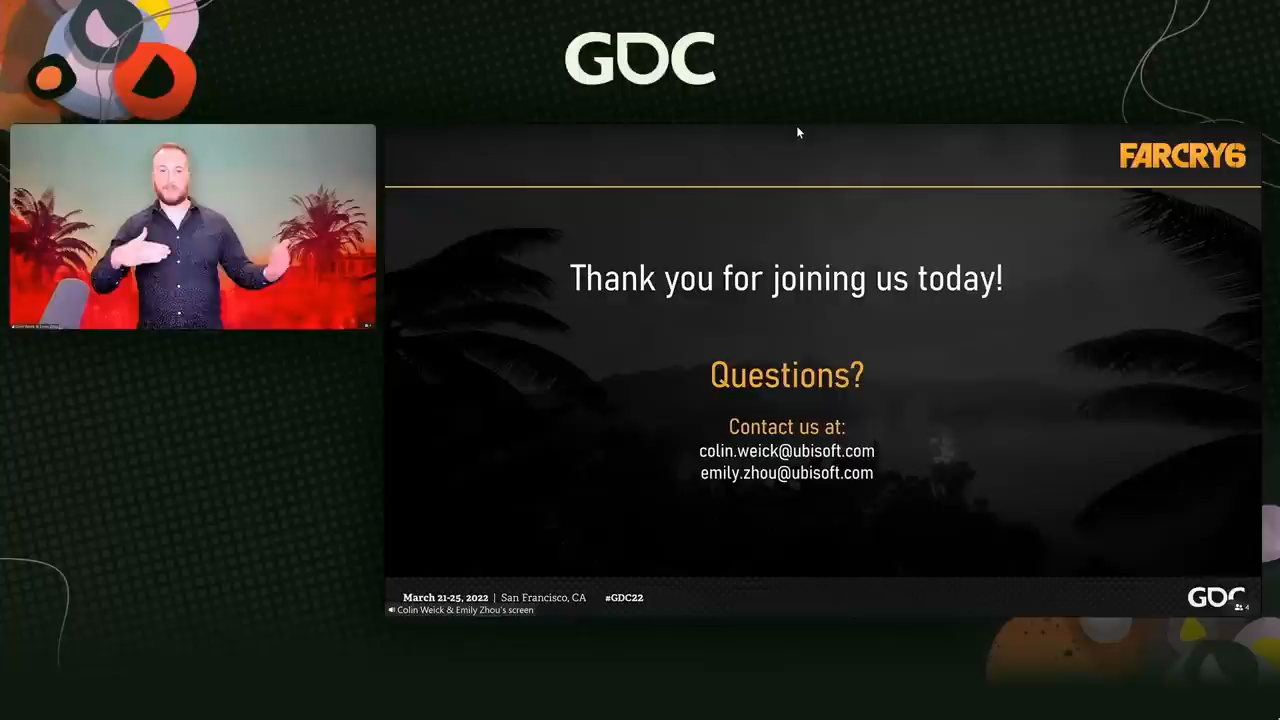 GDC
FARCRY6
Thank you for joining us today!
Questions?
Contact us at:
colin.weick@ubisoft.com
emily.zhou@ubisoft.com
March 21-25, 2022 | San Francisco, CA #GDC22
GDC
4
Colin Weick & Emily Zhou's screen